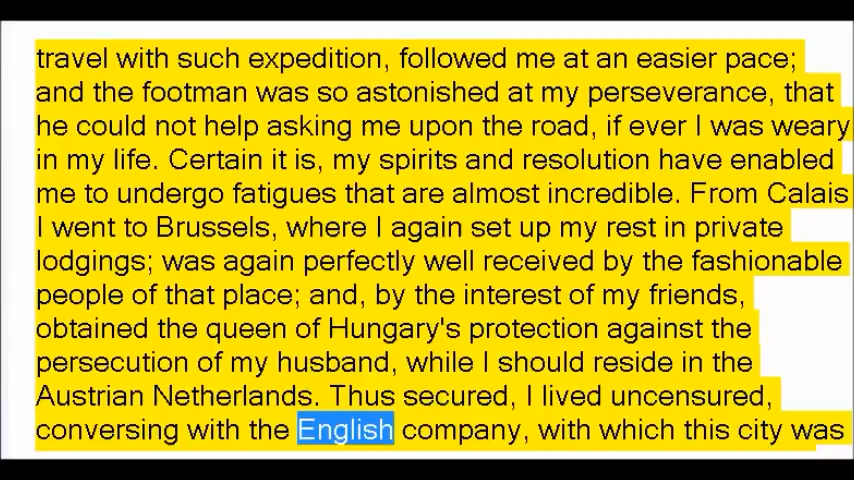 travel with such expedition, followed me at an easier pace;
and the footman was so astonished at my perseverance, that
he could not help asking me upon the road, if ever I was weary
in my life. Certain it is, my spirits and resolution have enabled
me to undergo fatigues that are almost incredible. From Calais
I went to Brussels, where I again set up my rest in private
lodgings; was again perfectly well received by the fashionable
people of that place; and, by the interest of my friends,
obtained the queen of Hungary's protection against the
persecution of my husband, while I should reside in the
Austrian Netherlands. Thus secured, I lived uncensured,
conversing with the English company, with which this city was